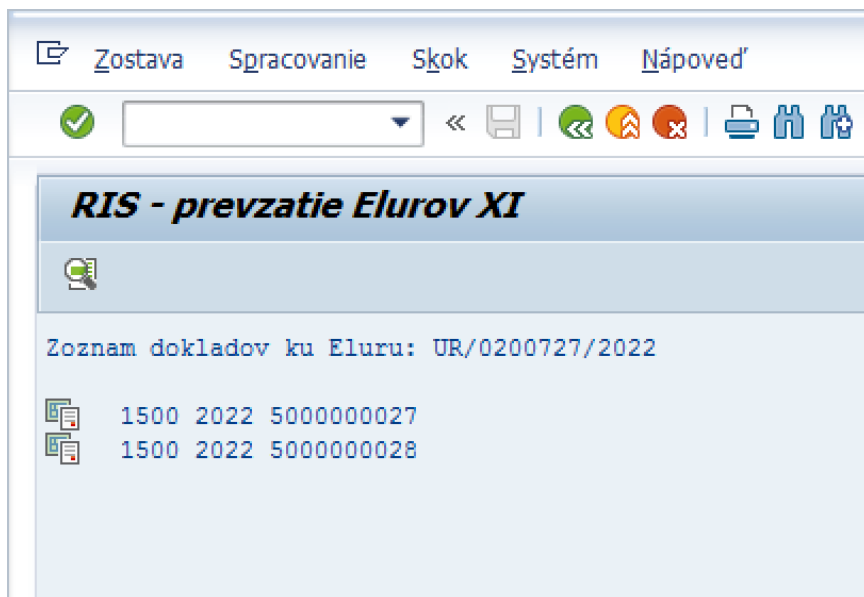 Zostava Spracovanie Skok Systém Nápoveď
RIS - prevzatie Elurov XI
Zoznam dokladov ku Eluru: UR/0200727/2022
1500 2022 5000000027
1500 2022 5000000028